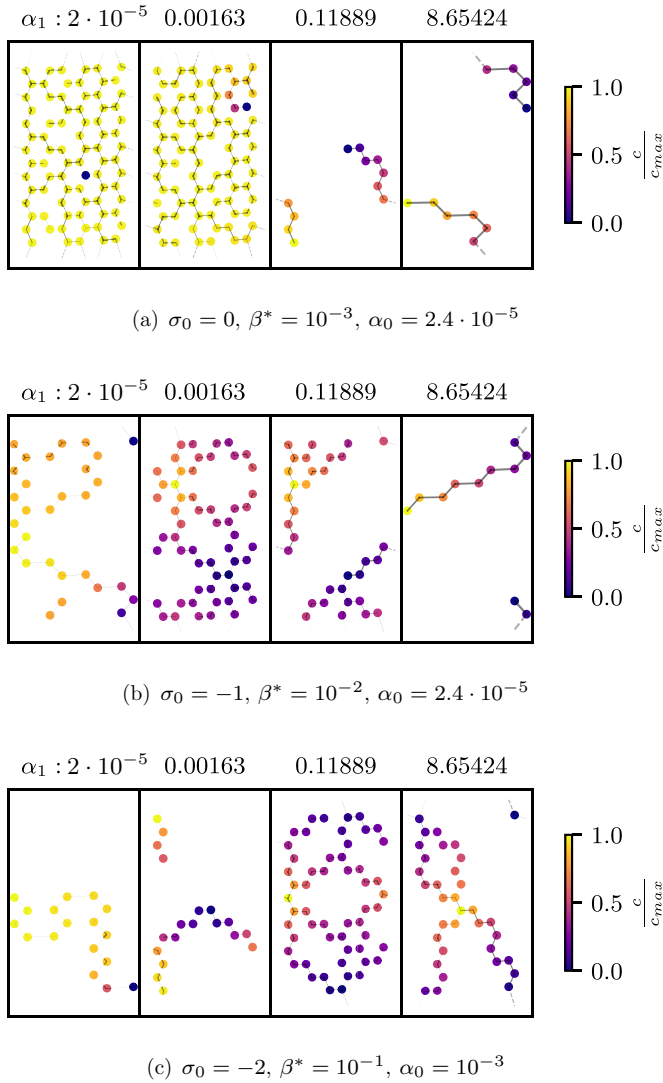 α₁ : 2 · 10⁻⁵ 0.00163 0.11889 8.65424
1.0
0.5
0.0
c/c_max
(a) σ₀ = 0, β* = 10⁻³, α₀ = 2.4 · 10⁻⁵
α₁ : 2 · 10⁻⁵ 0.00163 0.11889 8.65424
1.0
0.5
0.0
c/c_max
(b) σ₀ = −1, β* = 10⁻², α₀ = 2.4 · 10⁻⁵
α₁ : 2 · 10⁻⁵ 0.00163 0.11889 8.65424
1.0
0.5
0.0
c/c_max
(c) σ₀ = −2, β* = 10⁻¹, α₀ = 10⁻³